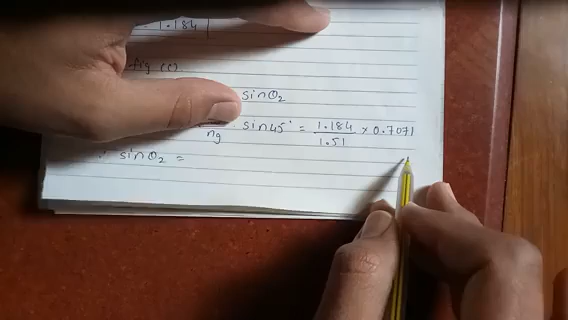 1.184
fig (c)
sinθ₂
/ng · sin45° = 1.184/1.51 × 0.7071
∴ sinθ₂ =